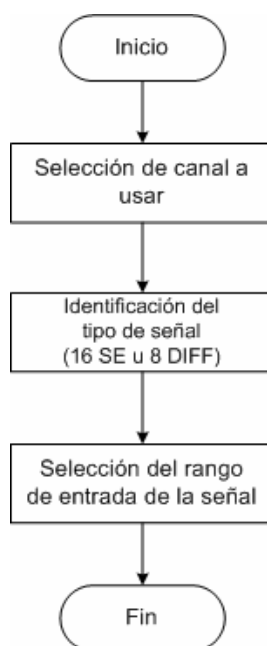 Inicio
Selección de canal a
usar
Identificación del
tipo de señal
(16 SE u 8 DIFF)
Selección del rango
de entrada de la señal
Fin